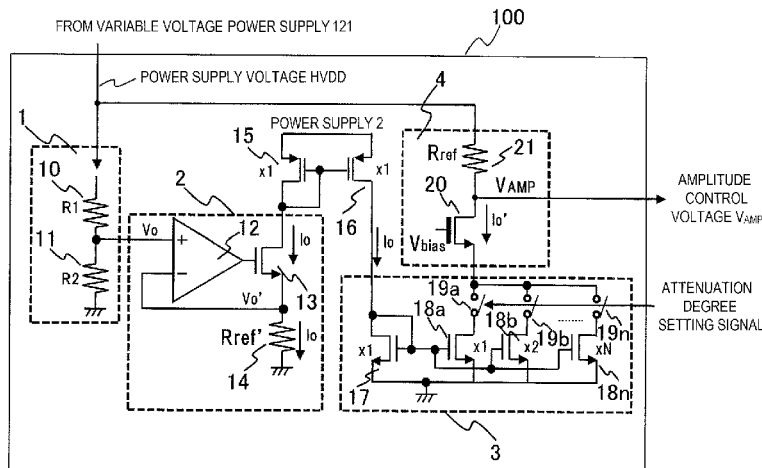 FROM VARIABLE VOLTAGE POWER SUPPLY 121
100
POWER SUPPLY VOLTAGE HVDD
1
POWER SUPPLY 2
4
15
10
x1
x1
Rref
21
R1
2
16
20
VAMP
AMPLITUDE
CONTROL
VOLTAGE VAMP
11
Vo
12
Io
Io'
R2
Vbias
Io
13
Vo'
19a
ATTENUATION
DEGREE
SETTING SIGNAL
Rref'
Io
18a
18b
19b
19n
14
x1
x1
x2
xN
17
18n
3